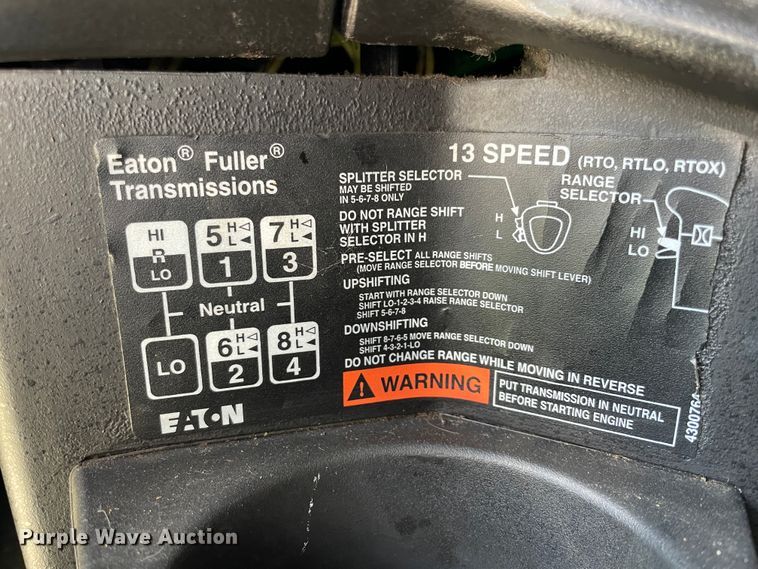 Eaton® Fuller®
Transmissions
13 SPEED (RTO, RTLO, RTOX)
SPLITTER SELECTOR
MAY BE SHIFTED
IN 5-6-7-8 ONLY
RANGE
SELECTOR
H
L
HI
LO
DO NOT RANGE SHIFT
WITH SPLITTER
SELECTOR IN H
PRE-SELECT ALL RANGE SHIFTS
(MOVE RANGE SELECTOR BEFORE MOVING SHIFT LEVER)
UPSHIFTING
START WITH RANGE SELECTOR DOWN
SHIFT LO-1-2-3-4 RAISE RANGE SELECTOR
SHIFT 5-6-7-8
DOWNSHIFTING
SHIFT 8-7-6-5 MOVE RANGE SELECTOR DOWN
SHIFT 4-3-2-1-LO
DO NOT CHANGE RANGE WHILE MOVING IN REVERSE
WARNING
PUT TRANSMISSION IN NEUTRAL
BEFORE STARTING ENGINE
4300764
HI
R
LO
5 H L
1
7 H L
3
Neutral
LO
6 H L
2
8 H L
4
EATON
Purple Wave Auction